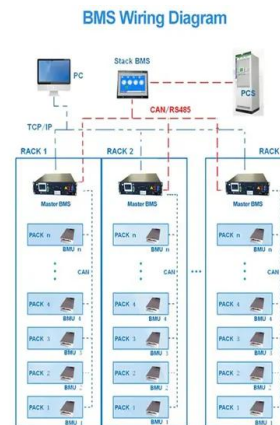 BMS Wiring Diagram
PC
Stack BMS
PCS
CAN/RS485
TCP/IP
RACK 1
RACK 2
RACK
Master BMS
Master BMS
Master BMS
PACK n
BMU n
PACK n
BMU n
PACK n
BMU n
CAN
CAN
CAN
PACK 4
BMU 4
PACK 4
BMU 4
PACK 4
BMU 4
PACK 3
BMU 3
PACK 3
BMU 3
PACK 3
BMU 3
PACK 2
BMU 2
PACK 2
BMU 2
PACK 2
BMU 2
PACK 1
BMU 1
PACK 1
BMU 1
PACK 1
BMU 1